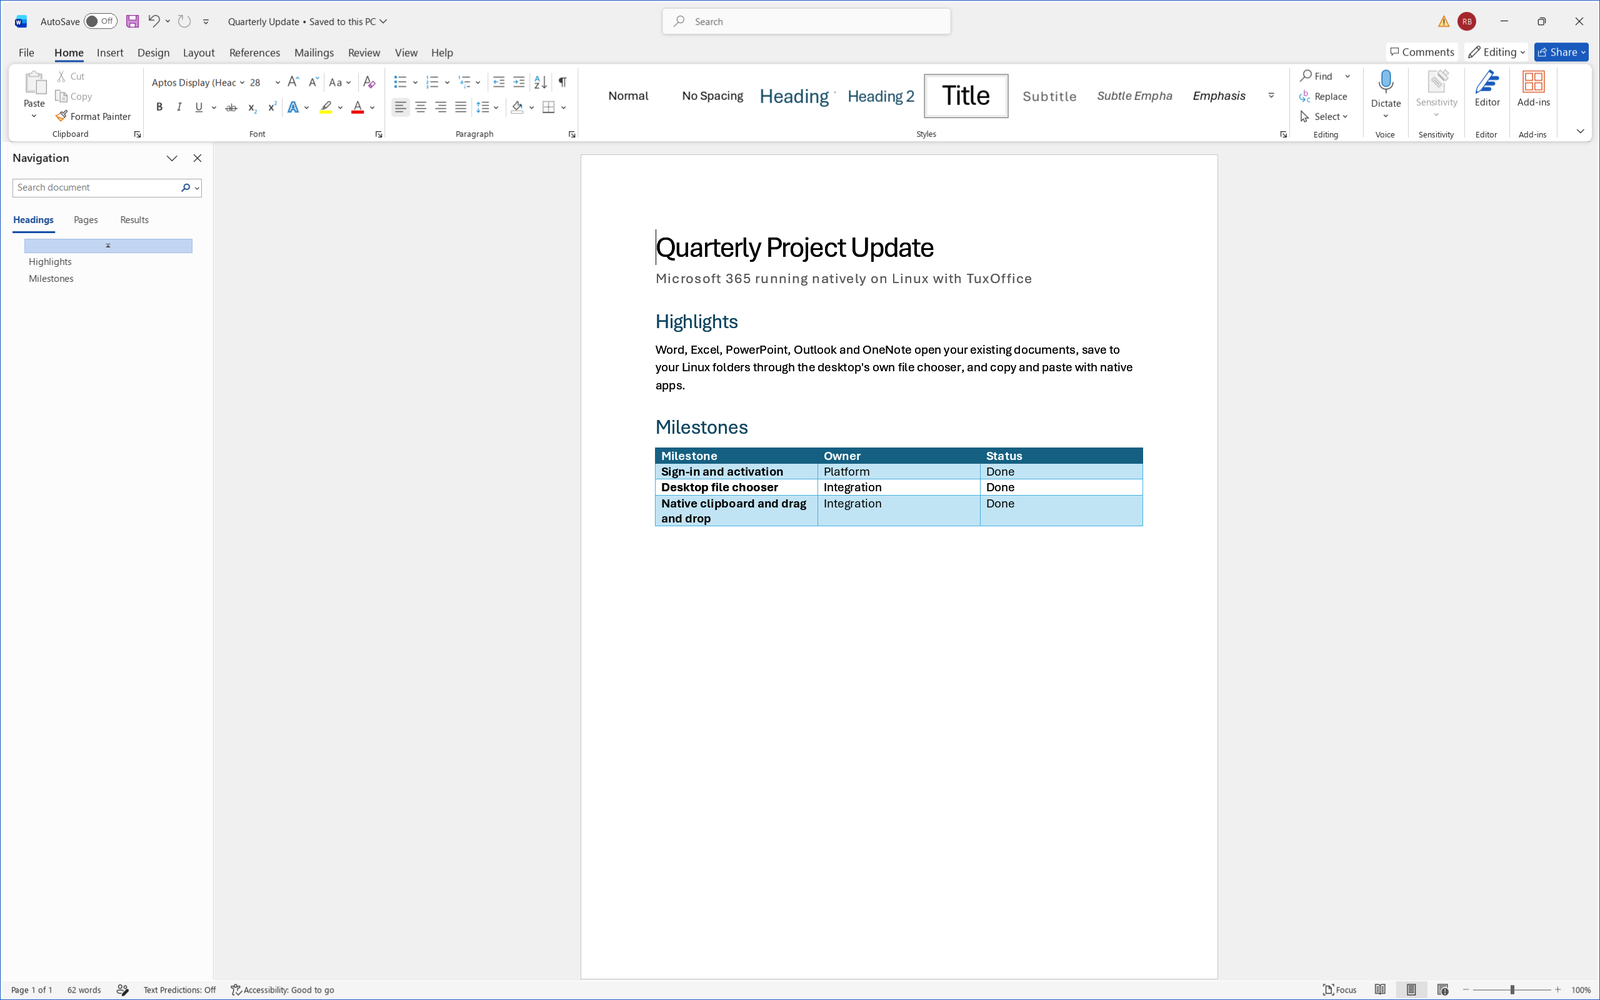 AutoSave Off Quarterly Update • Saved to this PC Search RB
File Home Insert Design Layout References Mailings Review View Help Comments Editing Share
Paste Cut Copy Format Painter Clipboard
Aptos Display (Heac 28 Aa Font
B I U ab x2 x2 A A
Paragraph
Normal No Spacing Heading Heading 2 Title Subtitle Subtle Empha Emphasis
Styles
Find Replace Select Editing
Dictate Voice
Sensitivity Sensitivity
Editor Editor
Add-ins Add-ins
Navigation
Search document
Headings Pages Results
Highlights
Milestones
Quarterly Project Update
Microsoft 365 running natively on Linux with TuxOffice
Highlights
Word, Excel, PowerPoint, Outlook and OneNote open your existing documents, save to
your Linux folders through the desktop's own file chooser, and copy and paste with native
apps.
Milestones
Milestone Owner Status
Sign-in and activation Platform Done
Desktop file chooser Integration Done
Native clipboard and drag Integration Done
and drop
Page 1 of 1 62 words Text Predictions: Off Accessibility: Good to go Focus 100%